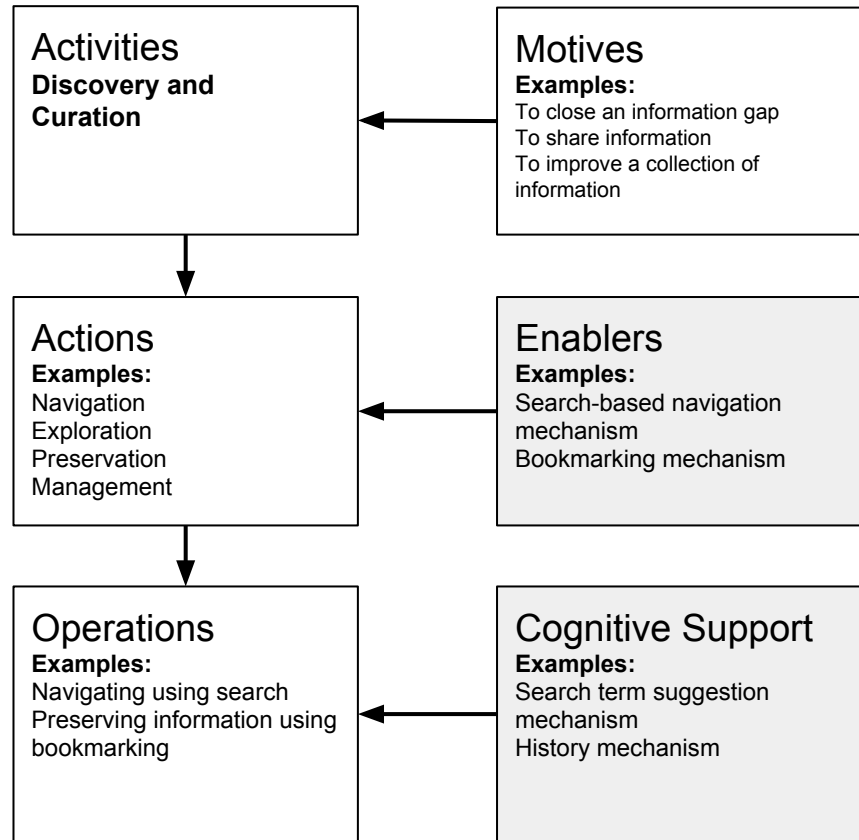 Activities
Discovery and
Curation
Motives
Examples:
To close an information gap
To share information
To improve a collection of
information
Actions
Examples:
Navigation
Exploration
Preservation
Management
Enablers
Examples:
Search-based navigation
mechanism
Bookmarking mechanism
Operations
Examples:
Navigating using search
Preserving information using
bookmarking
Cognitive Support
Examples:
Search term suggestion
mechanism
History mechanism